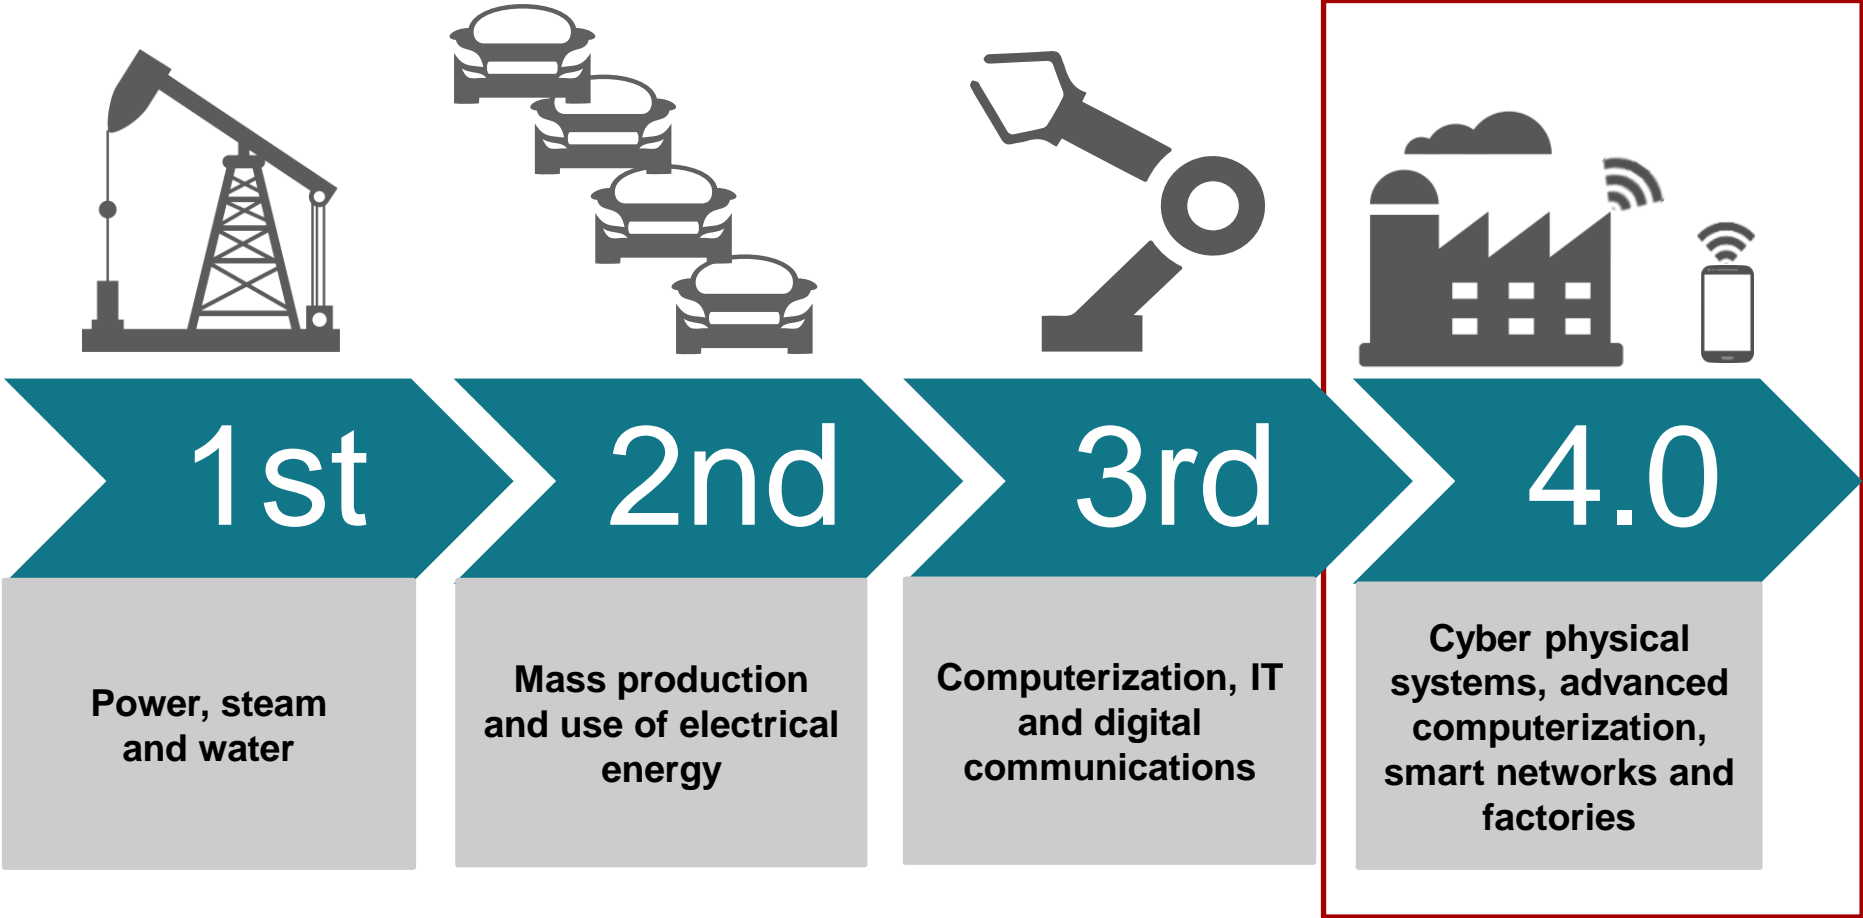 1st
2nd
3rd
4.0
Power, steam
and water
Mass production
and use of electrical
energy
Computerization, IT
and digital
communications
Cyber physical
systems, advanced
computerization,
smart networks and
factories